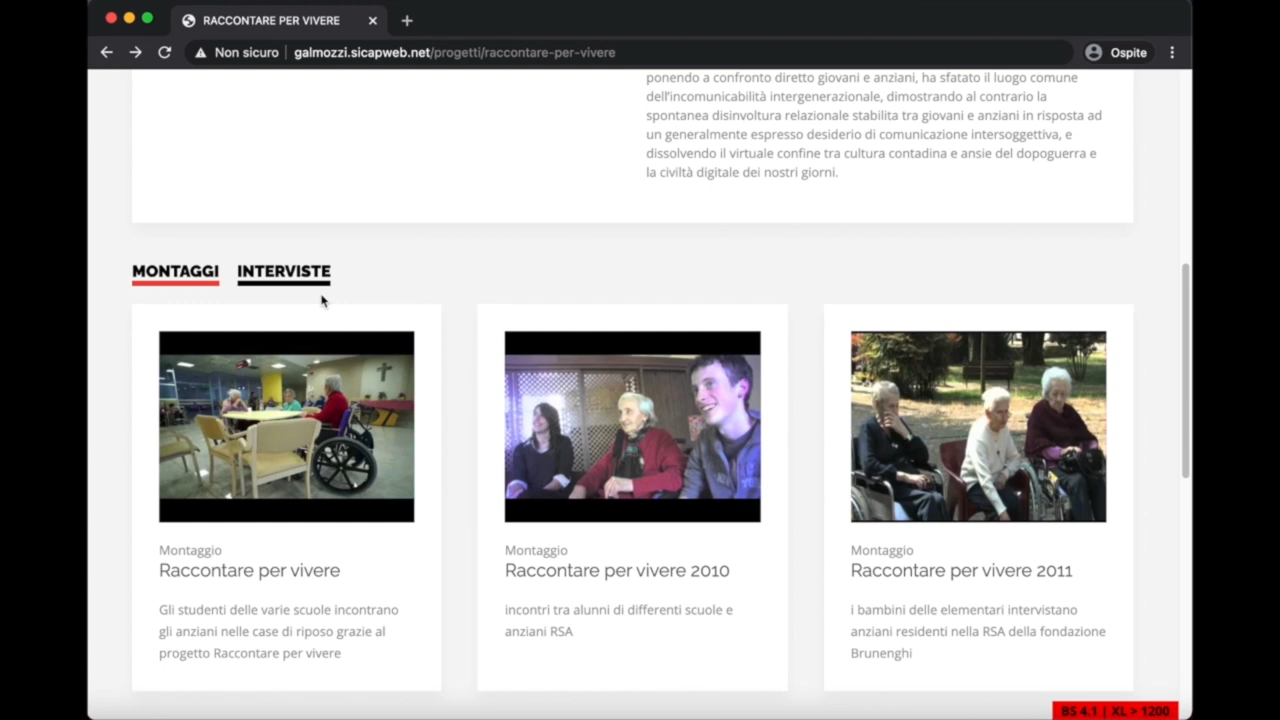 RACCONTARE PER VIVERE
Non sicuro galmozzi.sicapweb.net/progetti/raccontare-per-vivere
Ospite
ponendo a confronto diretto giovani e anziani, ha sfatato il luogo comune
dell'incomunicabilità intergenerazionale, dimostrando al contrario la
spontanea disinvoltura relazionale stabilita tra giovani e anziani in risposta ad
un generalmente espresso desiderio di comunicazione intersoggettiva, e
dissolvendo il virtuale confine tra cultura contadina e ansie del dopoguerra e
la civiltà digitale dei nostri giorni.
MONTAGGI INTERVISTE
Montaggio
Raccontare per vivere
Gli studenti delle varie scuole incontrano
gli anziani nelle case di riposo grazie al
progetto Raccontare per vivere
Montaggio
Raccontare per vivere 2010
incontri tra alunni di differenti scuole e
anziani RSA
Montaggio
Raccontare per vivere 2011
i bambini delle elementari intervistano
anziani residenti nella RSA della fondazione
Brunenghi
BS 4.1 | XL > 1200